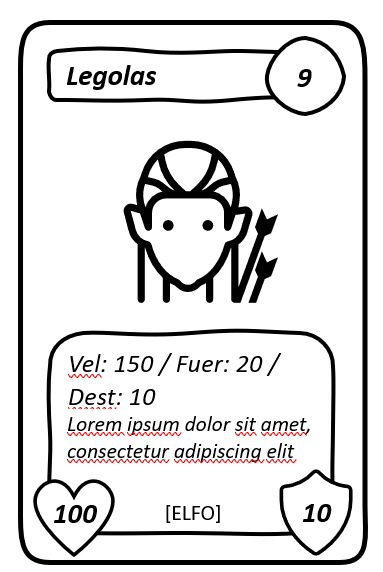 Legolas
9
Vel: 150 / Fuer: 20 /
Dest: 10
Lorem ipsum dolor sit amet,
consectetur adipiscing elit
100
[ELFO]
10